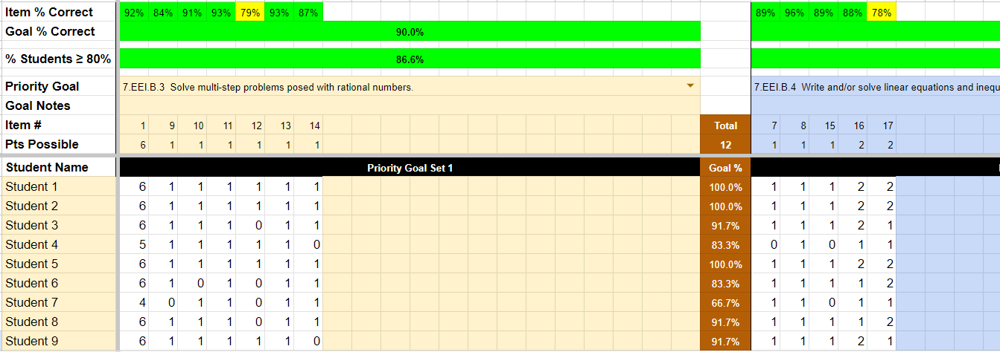 Item % Correct 92% 84% 91% 93% 79% 93% 87% 89% 96% 89% 88% 78%
Goal % Correct 90.0%
% Students ≥ 80% 86.6%
Priority Goal 7.EEI.B.3 Solve multi-step problems posed with rational numbers. 7.EEI.B.4 Write and/or solve linear equations and inequ
Goal Notes
Item # 1 9 10 11 12 13 14 Total 7 8 15 16 17
Pts Possible 6 1 1 1 1 1 1 12 1 1 1 2 2
Student Name Priority Goal Set 1 Goal %
Student 1 6 1 1 1 1 1 1 100.0% 1 1 1 2 2
Student 2 6 1 1 1 1 1 1 100.0% 1 1 1 2 2
Student 3 6 1 1 1 0 1 1 91.7% 1 1 1 2 1
Student 4 5 1 1 1 1 1 0 83.3% 0 1 0 1 1
Student 5 6 1 1 1 1 1 1 100.0% 1 1 1 2 2
Student 6 6 1 0 1 0 1 1 83.3% 1 1 1 1 2
Student 7 4 0 1 1 0 1 1 66.7% 1 1 0 1 1
Student 8 6 1 1 1 0 1 1 91.7% 1 1 1 1 2
Student 9 6 1 1 1 1 1 0 91.7% 1 1 1 2 1